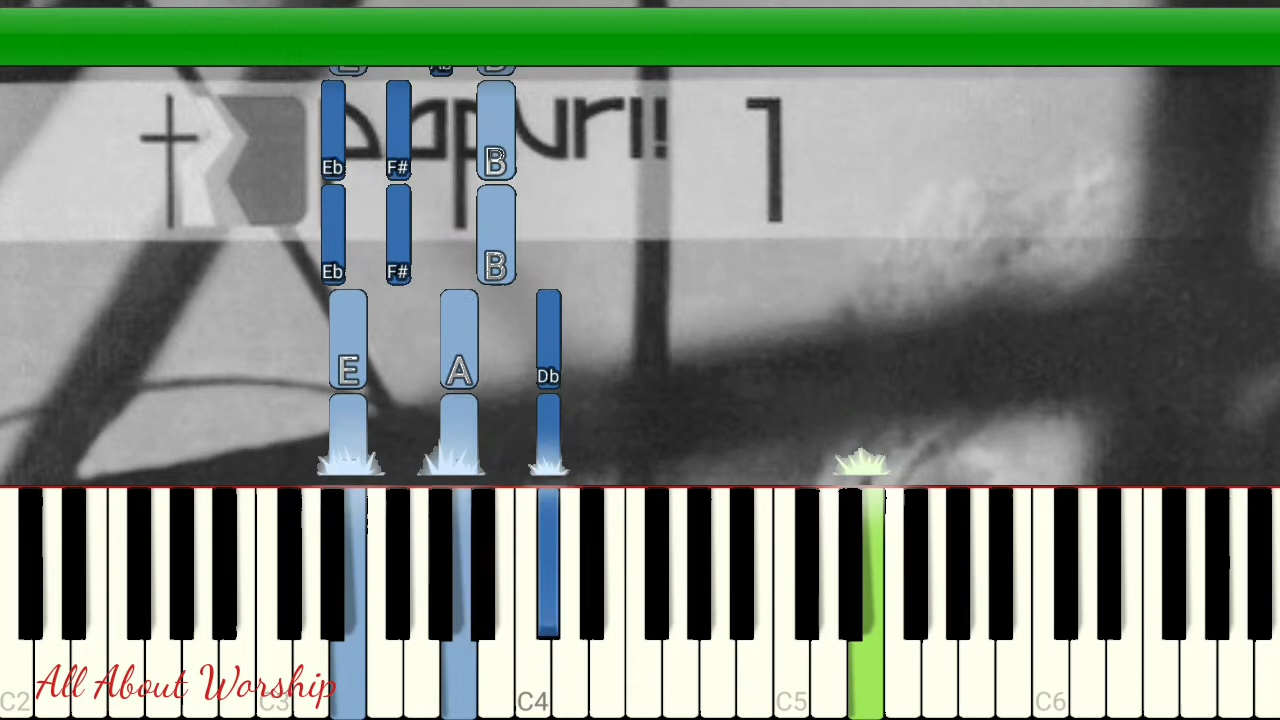 Eb F# B
Eb F# B
E A Db
All About Worship
C2 C3 C4 C5 C6